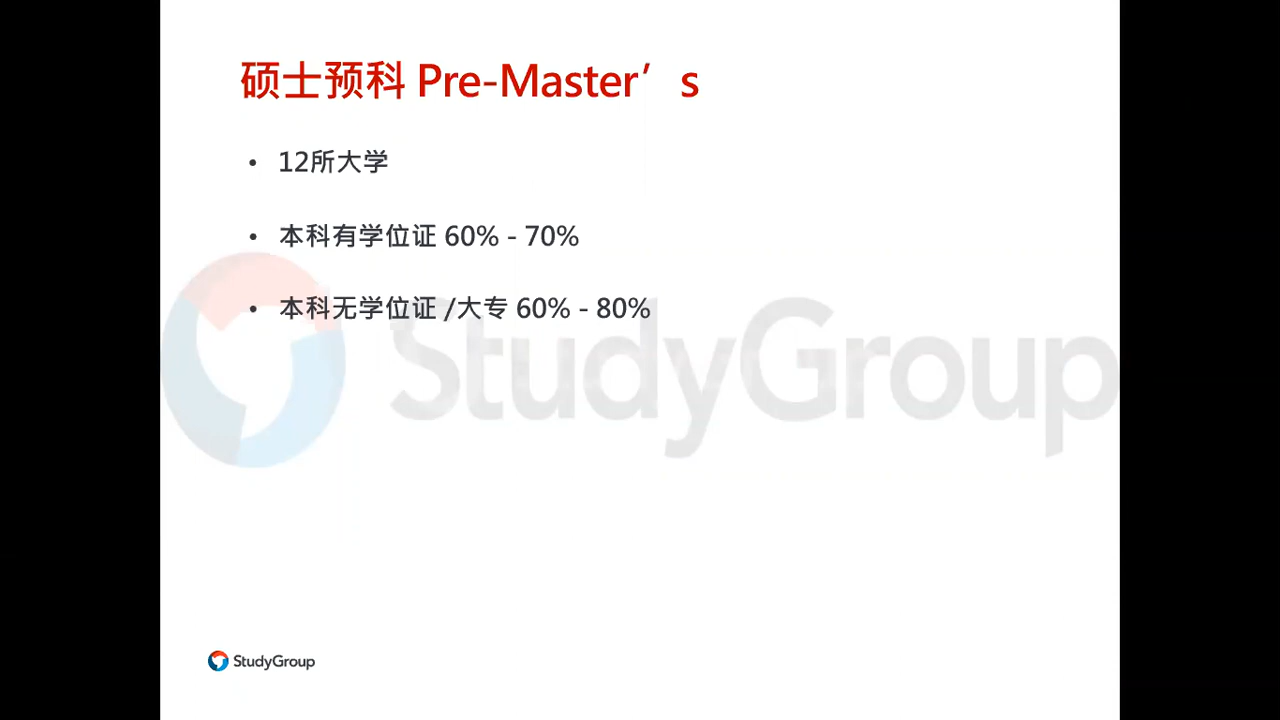 硕士预科 Pre-Master’s
• 12所大学
• 本科有学位证 60% - 70%
• 本科无学位证 /大专 60% - 80%
StudyGroup
StudyGroup